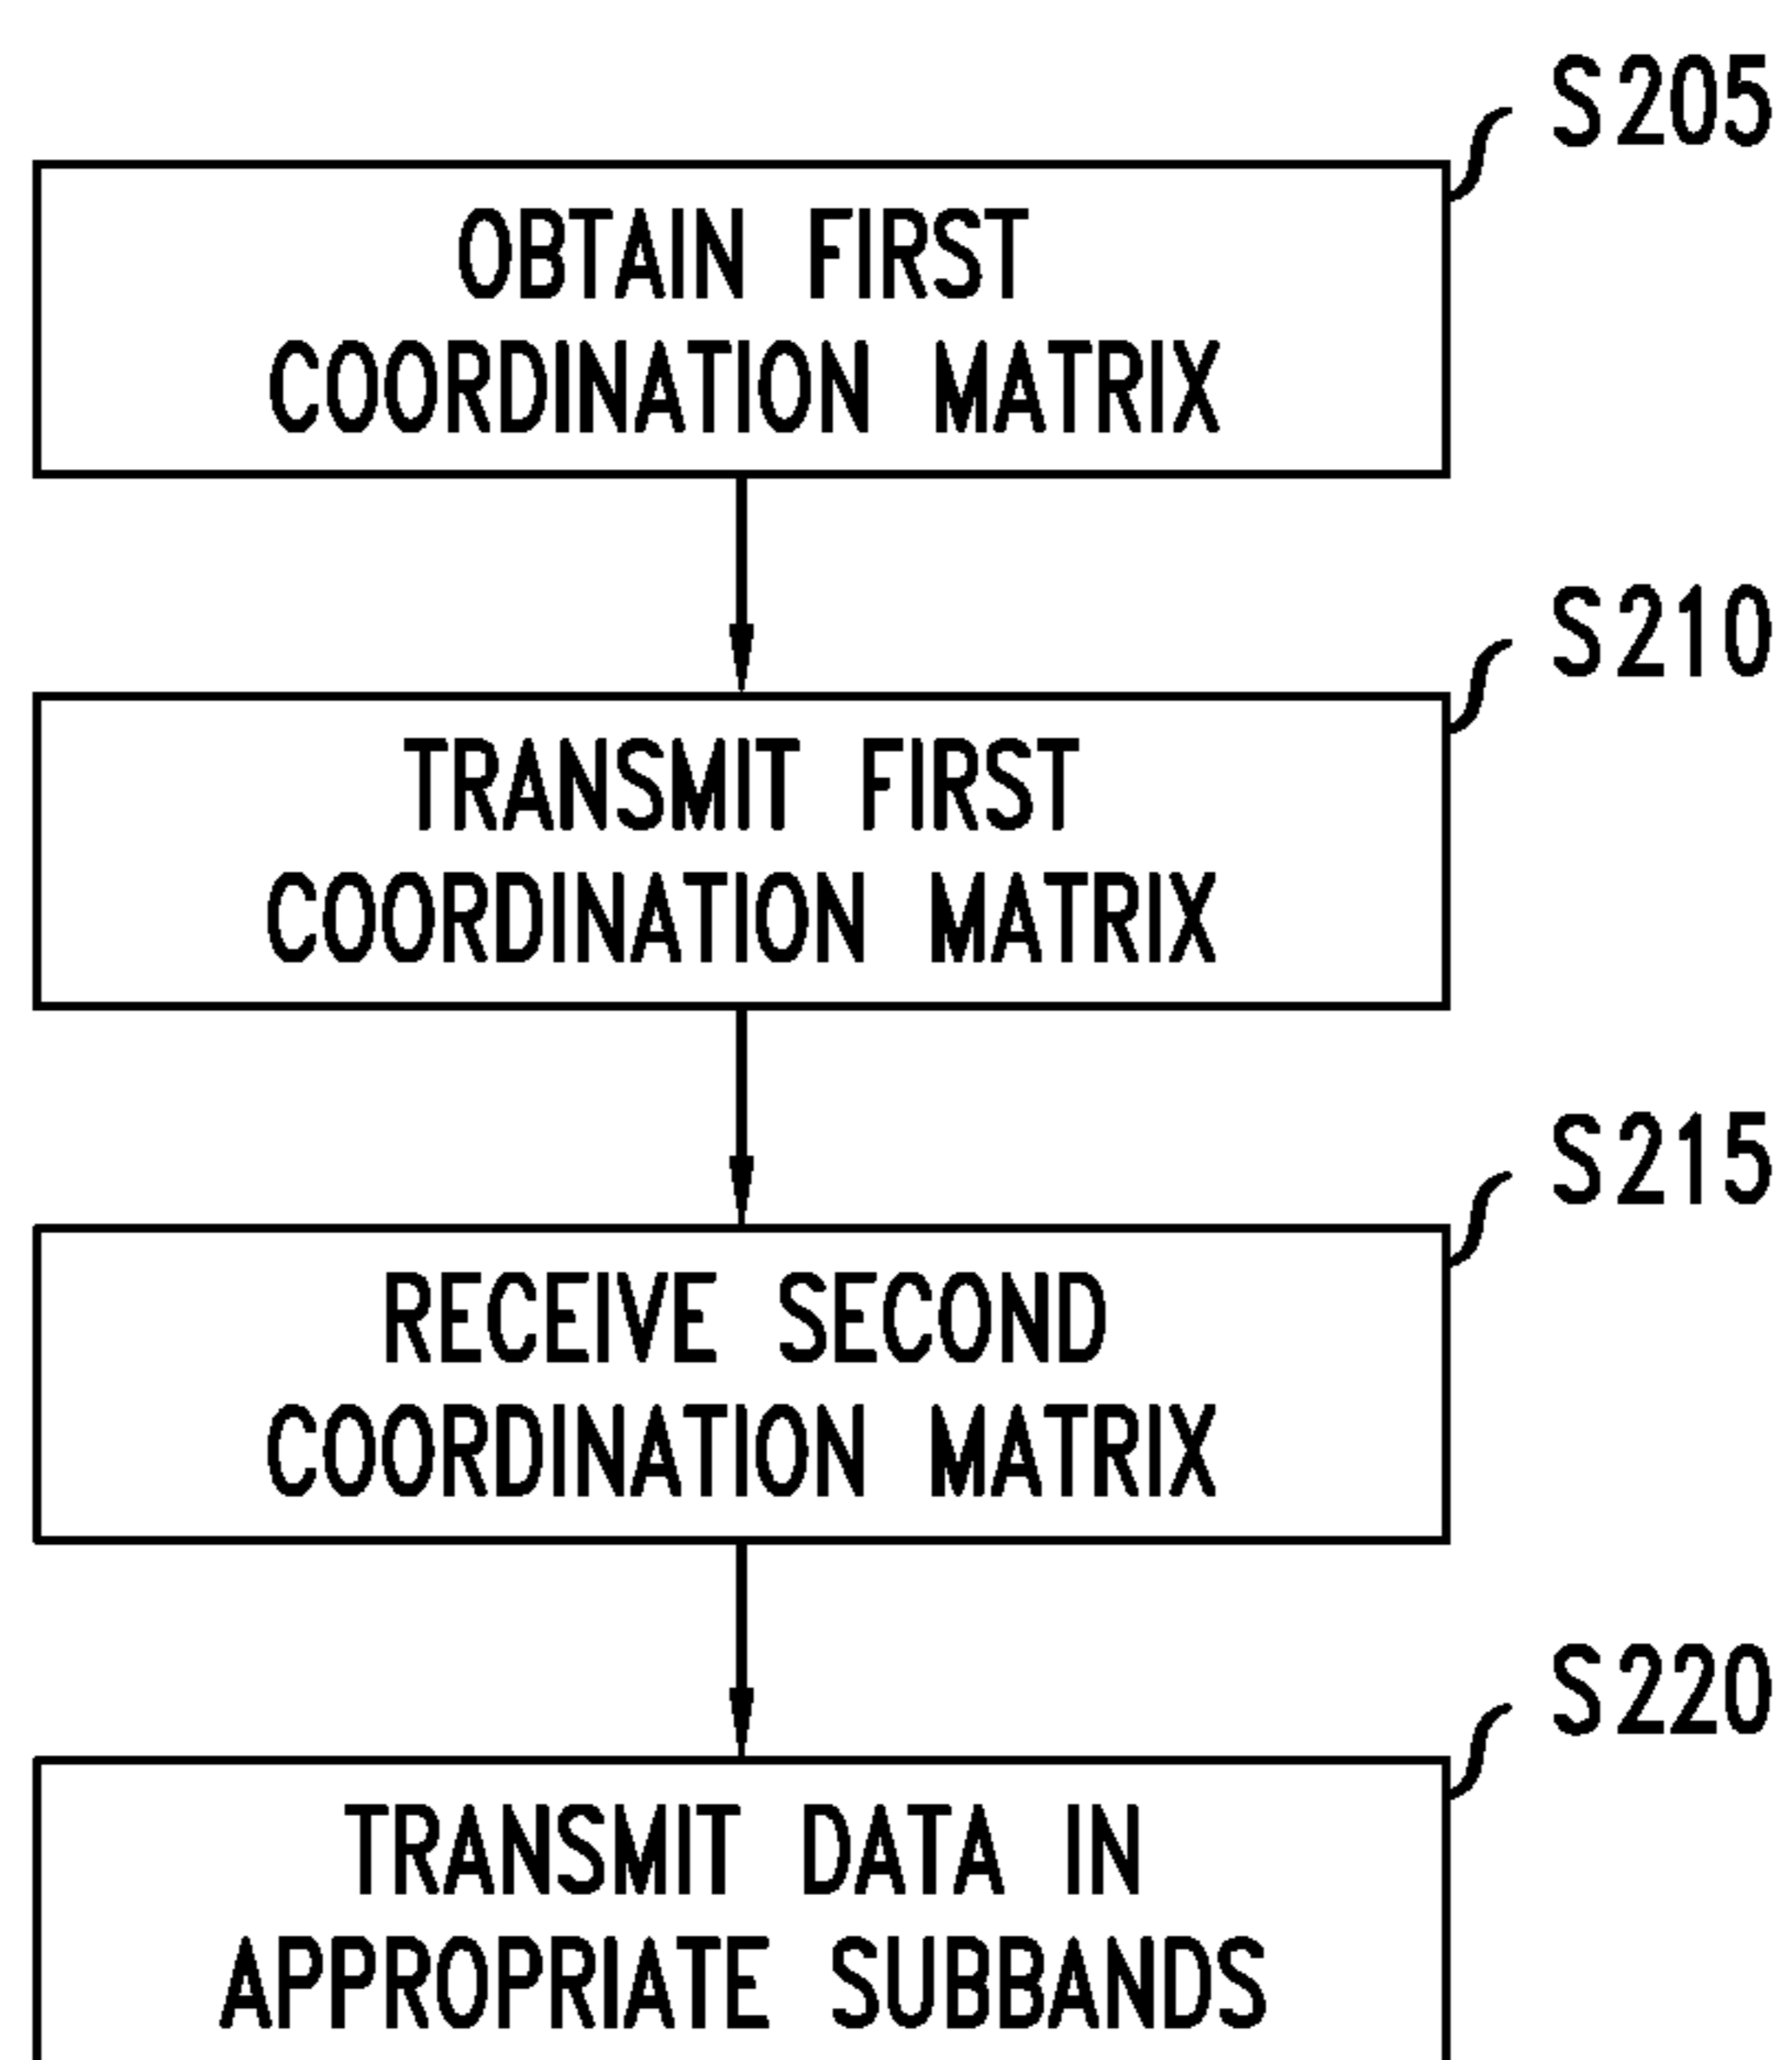 S205
OBTAIN FIRST
COORDINATION MATRIX
S210
TRANSMIT FIRST
COORDINATION MATRIX
S215
RECEIVE SECOND
COORDINATION MATRIX
S220
TRANSMIT DATA IN
APPROPRIATE SUBBANDS